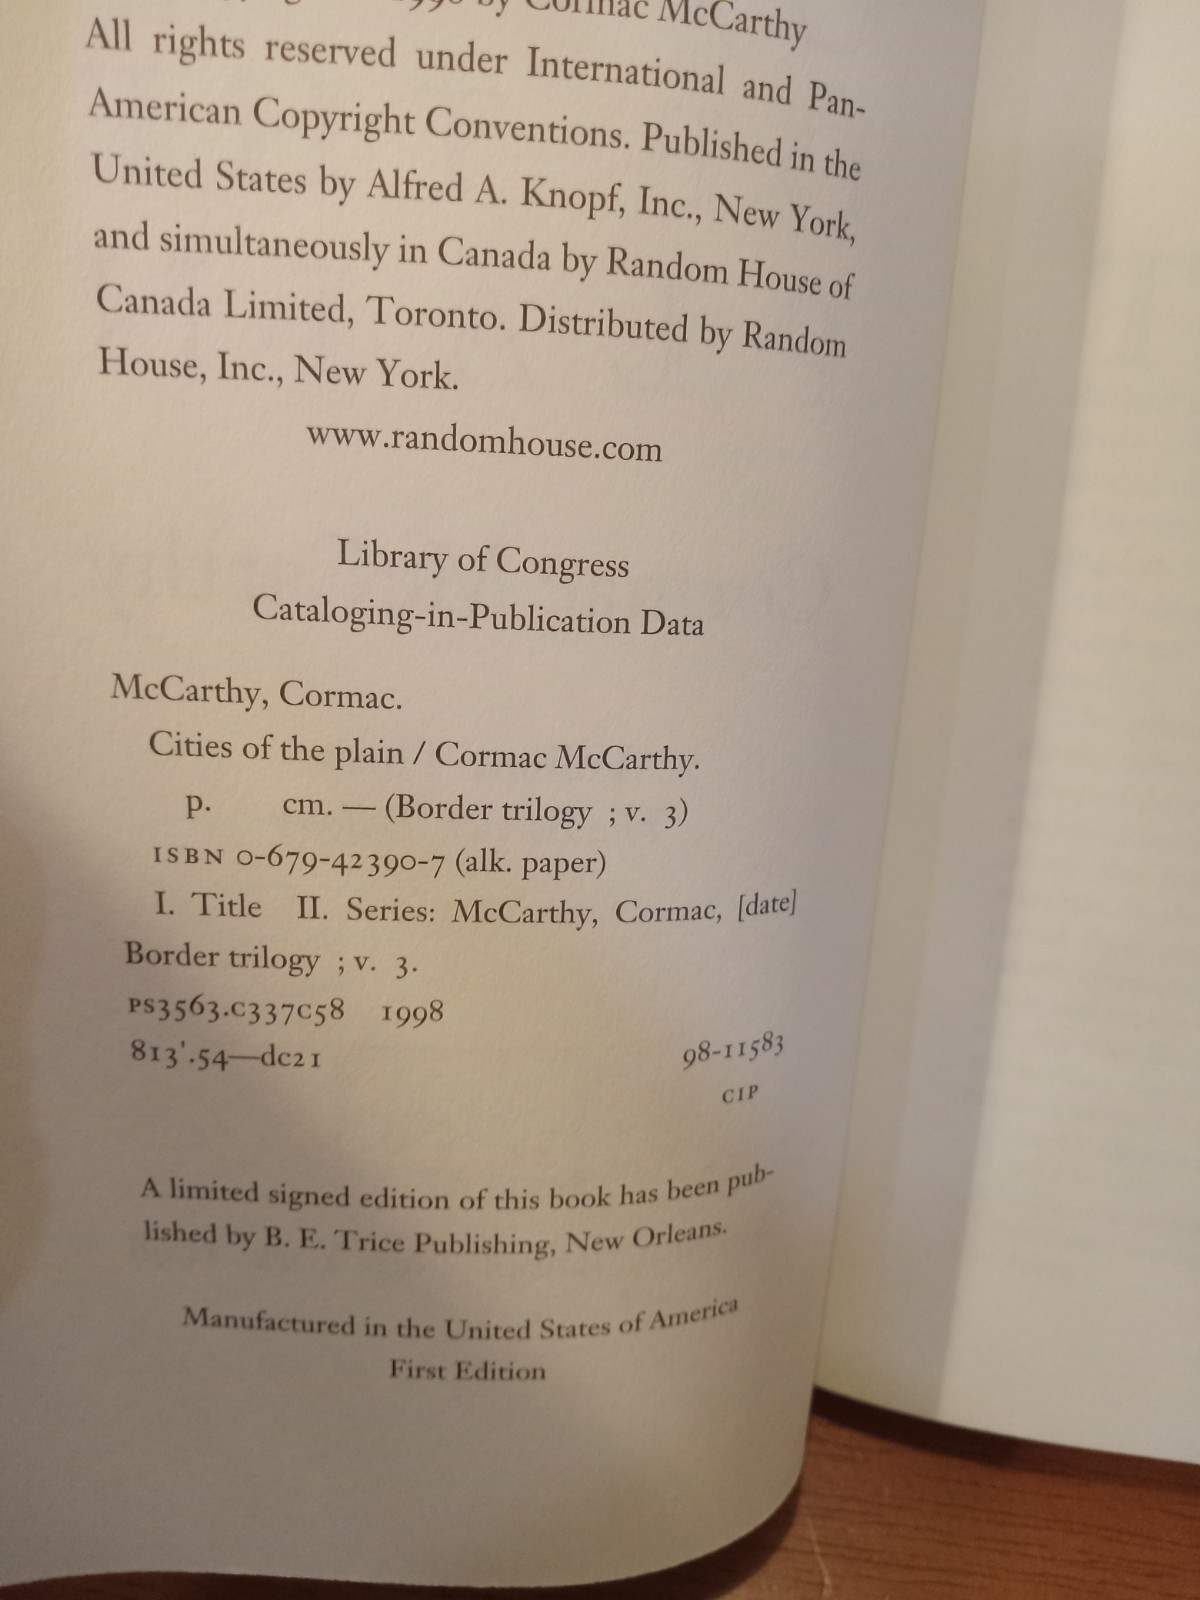 1998 by Cormac McCarthy
All rights reserved under International and Pan-
American Copyright Conventions. Published in the
United States by Alfred A. Knopf, Inc., New York,
and simultaneously in Canada by Random House of
Canada Limited, Toronto. Distributed by Random
House, Inc., New York.
www.randomhouse.com
Library of Congress
Cataloging-in-Publication Data
McCarthy, Cormac.
Cities of the plain / Cormac McCarthy.
p. cm. — (Border trilogy ; v. 3)
ISBN 0-679-42390-7 (alk. paper)
I. Title II. Series: McCarthy, Cormac, [date]
Border trilogy ; v. 3.
PS3563.C337C58 1998
813'.54—dc21 98-11583
CIP
A limited signed edition of this book has been pub-
lished by B. E. Trice Publishing, New Orleans.
Manufactured in the United States of America
First Edition